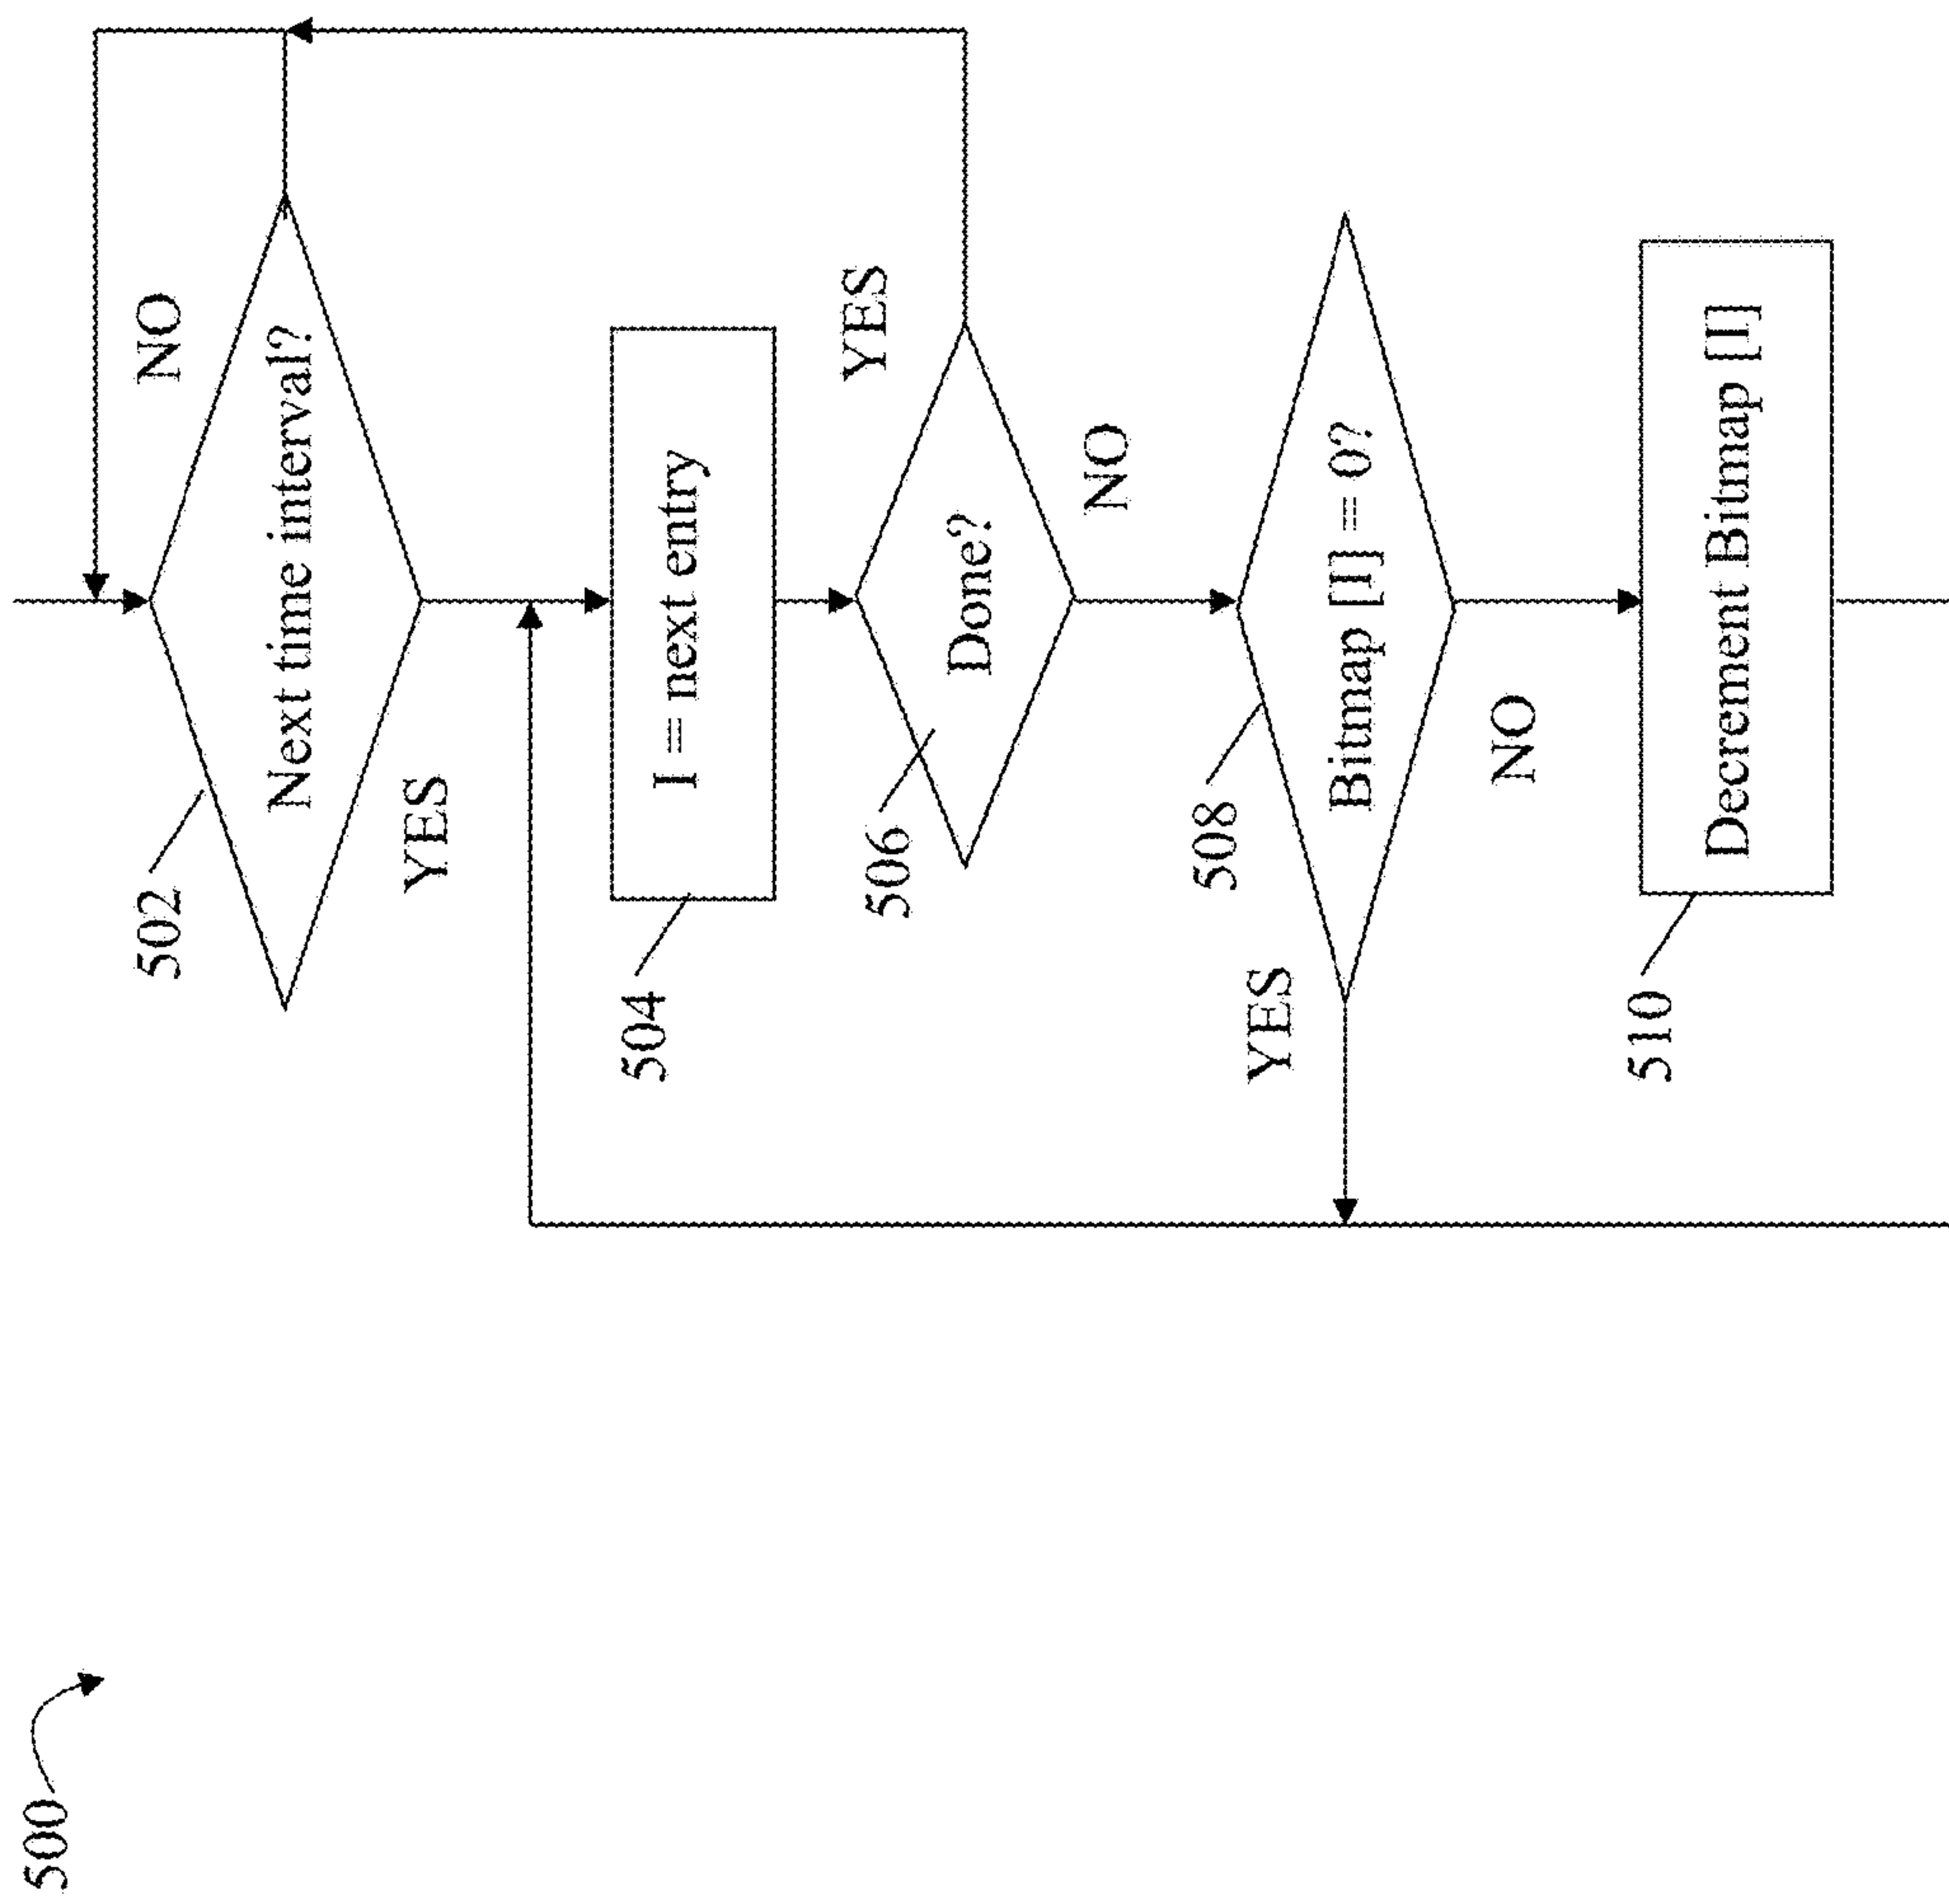 500
502
Next time interval?
NO
YES
504
I = next entry
506
Done?
YES
NO
508
Bitmap [I] = 0?
YES
NO
510
Decrement Bitmap [I]